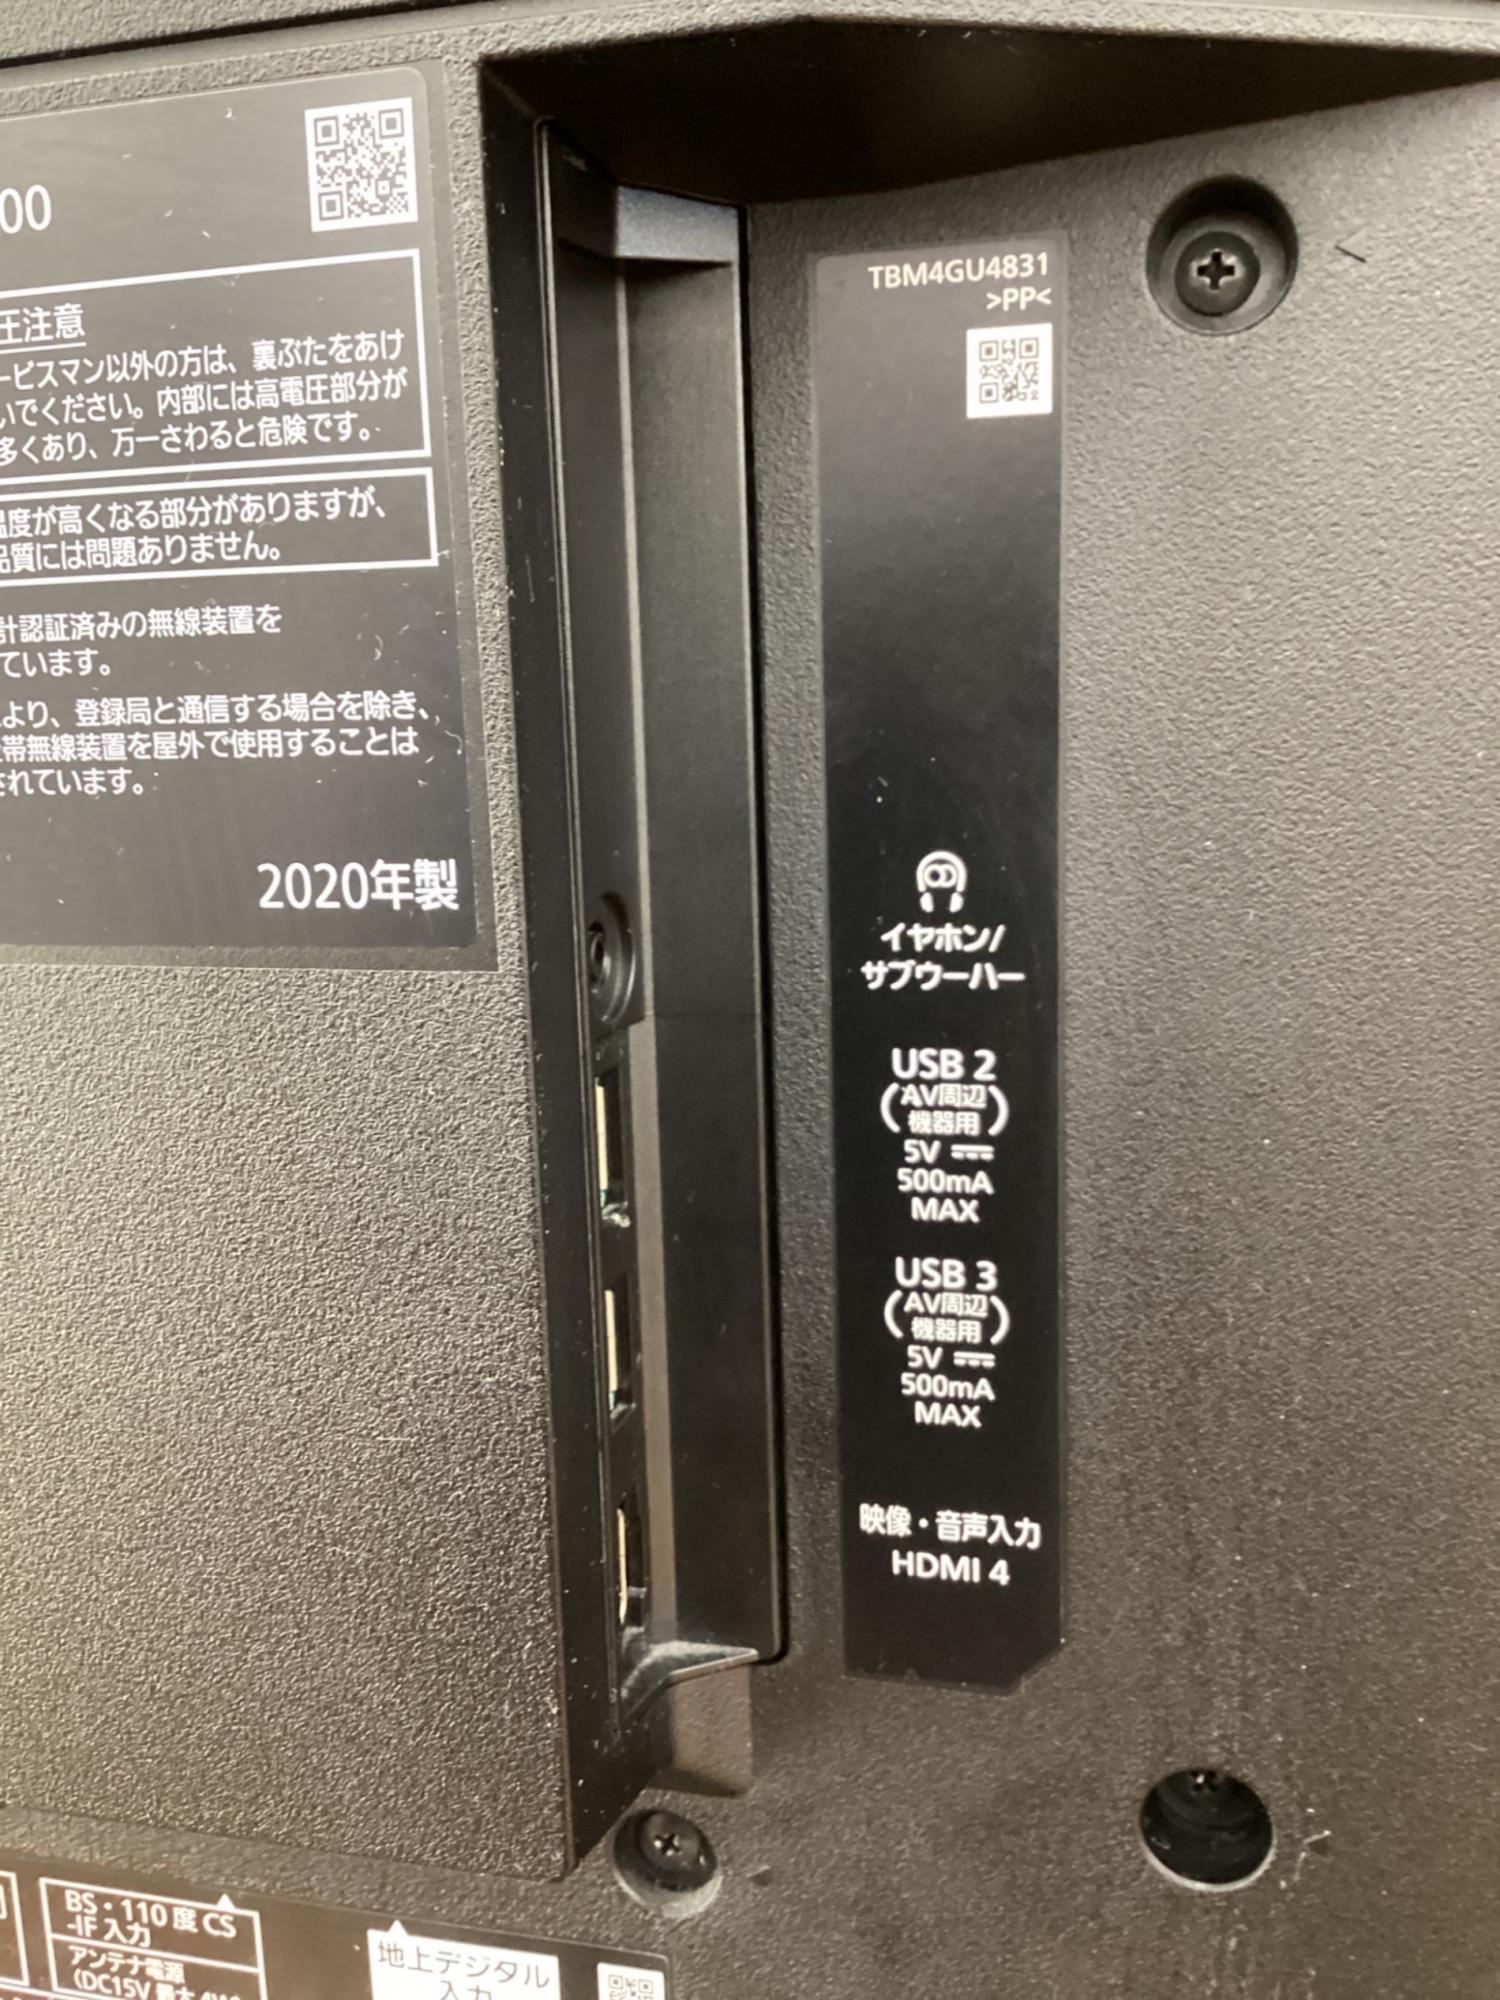 00
圧注意
ービスマン以外の方は、裏ぶたをあけ
いでください。内部には高電圧部分が
多くあり、万一さわると危険です。
温度が高くなる部分がありますが、
品質には問題ありません。
計認証済みの無線装置を
ています。
より、登録局と通信する場合を除き、
帯無線装置を屋外で使用することは
されています。
2020年製
TBM4GU4831
>PP<
イヤホン/
サブウーハー
USB 2
(AV周辺
機器用)
5V
500mA
MAX
USB 3
(AV周辺
機器用)
5V
500mA
MAX
映像・音声入力
HDMI 4
BS・110度CS
-IF入力
アンテナ電源
(DC15V 最大4W
地上デジタル
入力